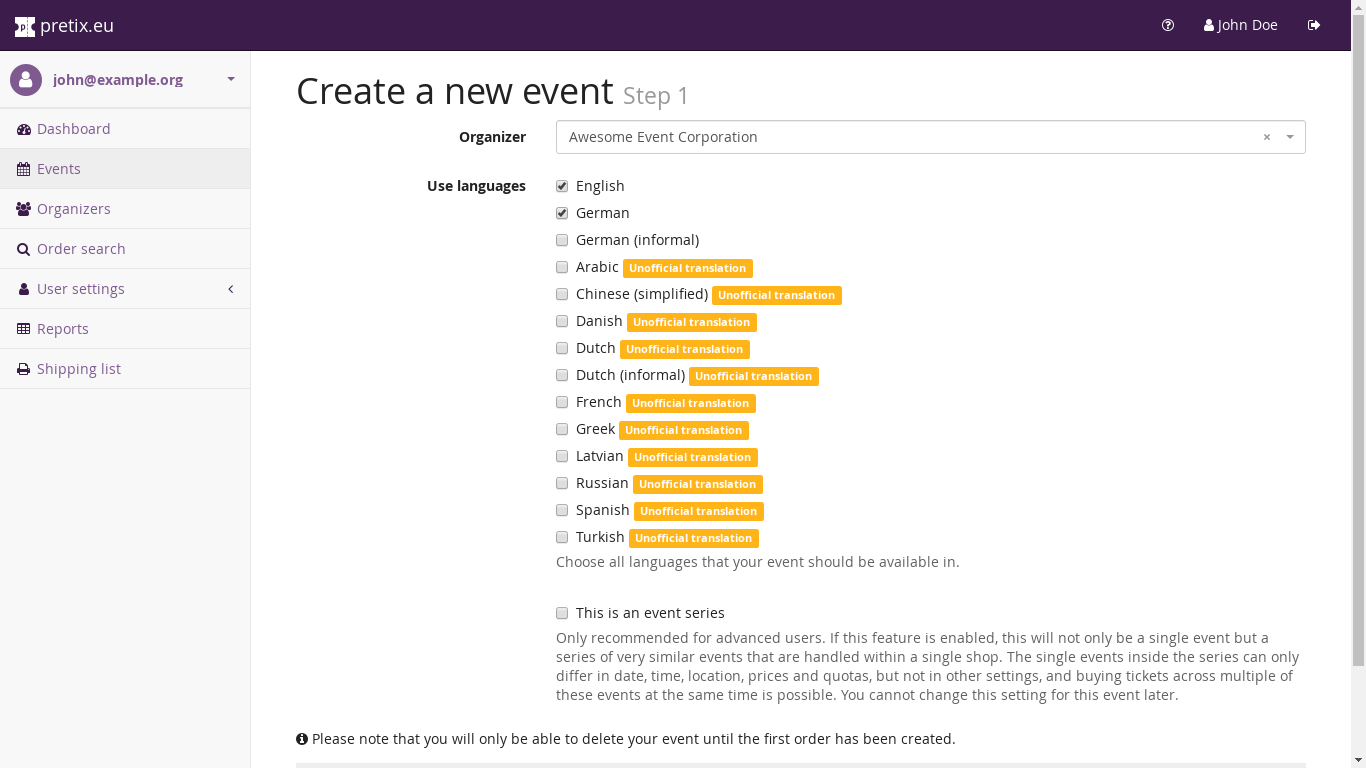 pretix.eu
John Doe
john@example.org
Dashboard
Events
Organizers
Order search
User settings
Reports
Shipping list
Create a new event Step 1
Organizer
Awesome Event Corporation ×
Use languages
English
German
German (informal)
Arabic Unofficial translation
Chinese (simplified) Unofficial translation
Danish Unofficial translation
Dutch Unofficial translation
Dutch (informal) Unofficial translation
French Unofficial translation
Greek Unofficial translation
Latvian Unofficial translation
Russian Unofficial translation
Spanish Unofficial translation
Turkish Unofficial translation
Choose all languages that your event should be available in.
This is an event series
Only recommended for advanced users. If this feature is enabled, this will not only be a single event but a
series of very similar events that are handled within a single shop. The single events inside the series can only
differ in date, time, location, prices and quotas, but not in other settings, and buying tickets across multiple of
these events at the same time is possible. You cannot change this setting for this event later.
Please note that you will only be able to delete your event until the first order has been created.